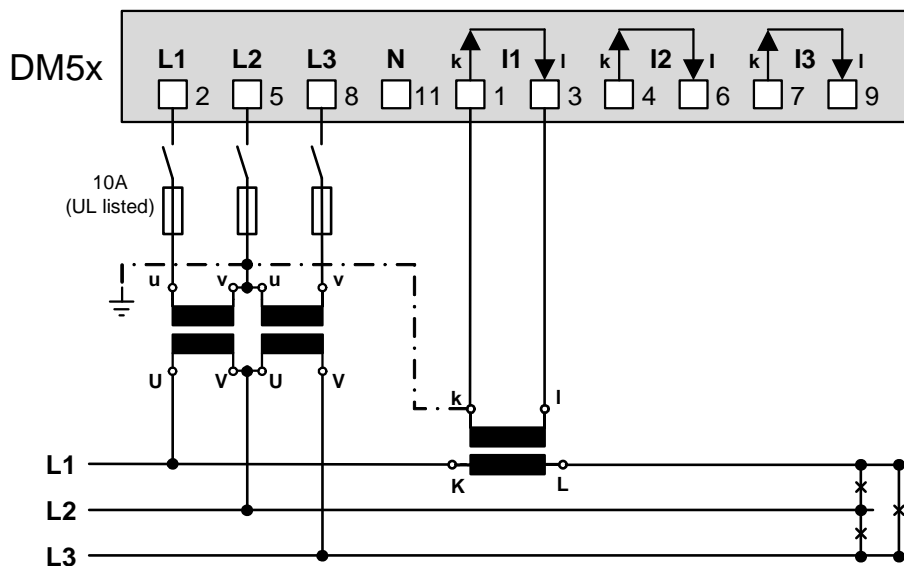 DM5x
L1 L2 L3 N k I1 l k I2 l k I3 l
2 5 8 11 1 3 4 6 7 9
10A
(UL listed)
u v u v
U V U V
k l
L1 K L
L2
L3